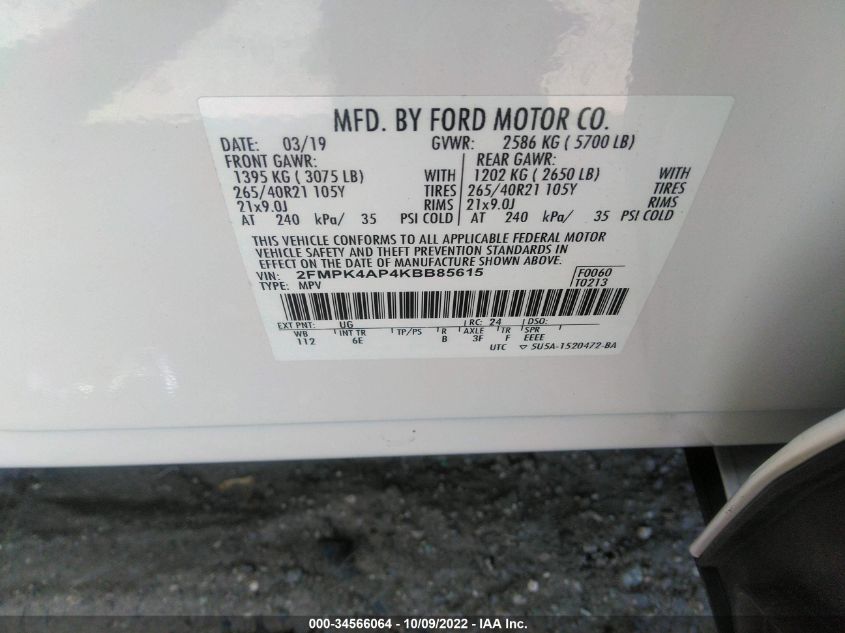 MFD. BY FORD MOTOR CO.
DATE: 03/19 GVWR: 2586 KG ( 5700 LB)
FRONT GAWR: REAR GAWR:
1395 KG ( 3075 LB) WITH 1202 KG ( 2650 LB) WITH
265/40R21 105Y TIRES 265/40R21 105Y TIRES
21x9.0J RIMS 21x9.0J RIMS
AT 240 kPa/ 35 PSI COLD AT 240 kPa/ 35 PSI COLD
THIS VEHICLE CONFORMS TO ALL APPLICABLE FEDERAL MOTOR
VEHICLE SAFETY AND THEFT PREVENTION STANDARDS IN
EFFECT ON THE DATE OF MANUFACTURE SHOWN ABOVE.
VIN: 2FMPK4AP4KBB85615 F0060
TYPE: MPV T0213
EXT PNT: UG RC: 24 DSO:
WB INT TR TP/PS R AXLE TR SPR
112 6E B 3F F EEEE
UTC ▽ 5U5A-1520472-BA
000-34566064 - 10/09/2022 - IAA Inc.